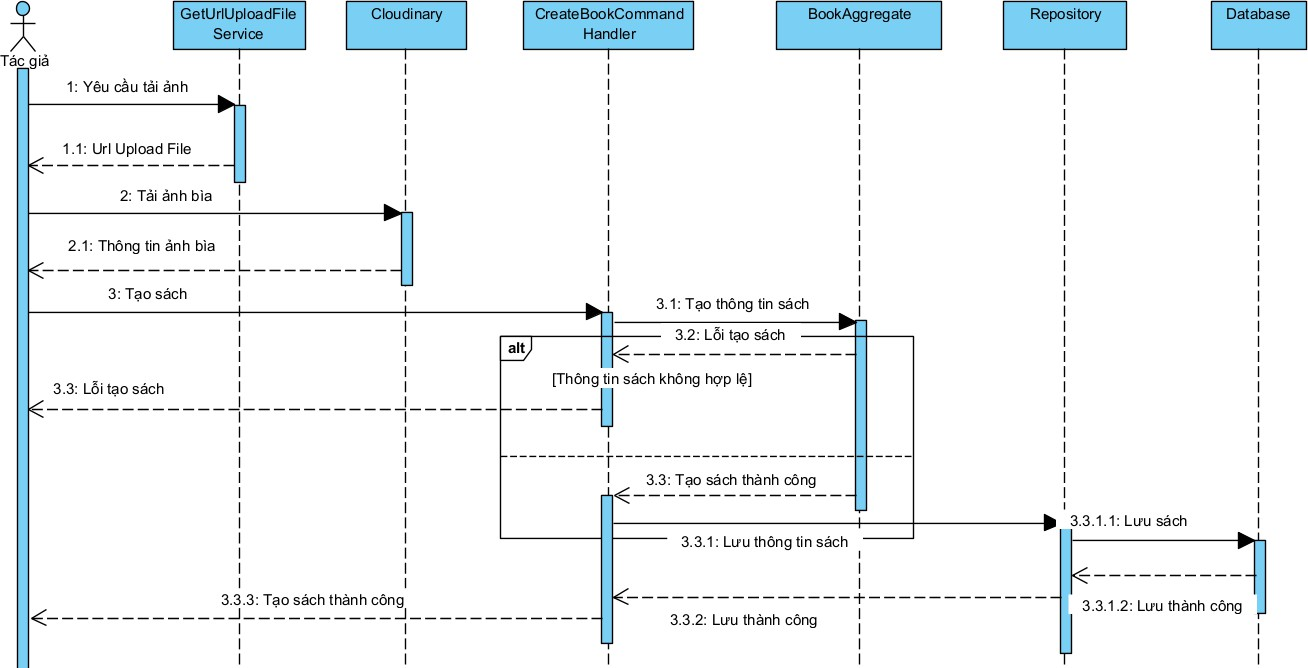 GetUrlUploadFile
Service
Cloudinary
CreateBookCommand
Handler
BookAggregate
Repository
Database
Tác giả
1: Yêu cầu tải ảnh
1.1: Url Upload File
2: Tải ảnh bìa
2.1: Thông tin ảnh bìa
3: Tạo sách
3.1: Tạo thông tin sách
3.2: Lỗi tạo sách
alt
[Thông tin sách không hợp lệ]
3.3: Lỗi tạo sách
3.3: Tạo sách thành công
3.3.1.1: Lưu sách
3.3.1: Lưu thông tin sách
3.3.3: Tạo sách thành công
3.3.1.2: Lưu thành công
3.3.2: Lưu thành công